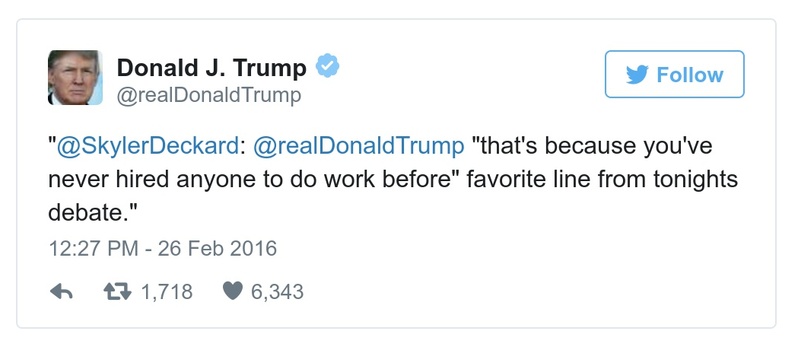 Donald J. Trump
@realDonaldTrump
Follow
"@SkylerDeckard: @realDonaldTrump "that's because you've
never hired anyone to do work before" favorite line from tonights
debate."
12:27 PM - 26 Feb 2016
1,718 6,343